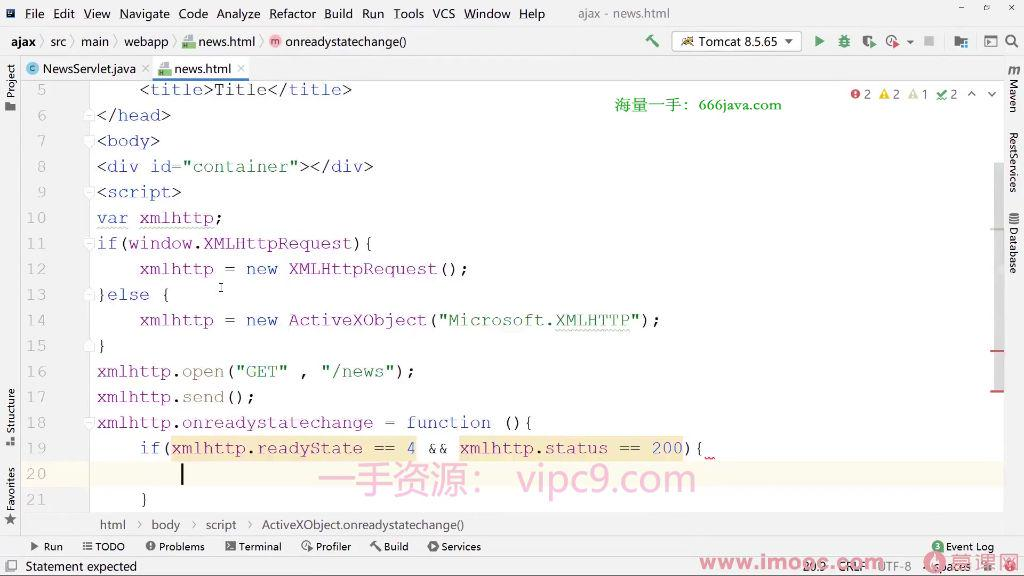 File Edit View Navigate Code Analyze Refactor Build Run Tools VCS Window Help ajax - news.html
ajax > src > main > webapp > news.html > onreadystatechange() Tomcat 8.5.65
Project
NewsServlet.java news.html
Maven
RestServices
Database
5 <title>Title</title>
海量一手：666java.com
2 2 1 2
6 </head>
7 <body>
8 <div id="container"></div>
9 <script>
10 var xmlhttp;
11 if(window.XMLHttpRequest){
12 xmlhttp = new XMLHttpRequest();
13 }else {
14 xmlhttp = new ActiveXObject("Microsoft.XMLHTTP");
15 }
16 xmlhttp.open("GET" , "/news");
17 xmlhttp.send();
18 xmlhttp.onreadystatechange = function (){
19 if(xmlhttp.readyState == 4 && xmlhttp.status == 200){
20
一手资源： vipc9.com
21 }
Structure
Favorites
html > body > script > ActiveXObject.onreadystatechange()
Run TODO Problems Terminal Profiler Build Services 3 Event Log
Statement expected
www.imooc.com 慕课网
CRLF UTF-8 spaces